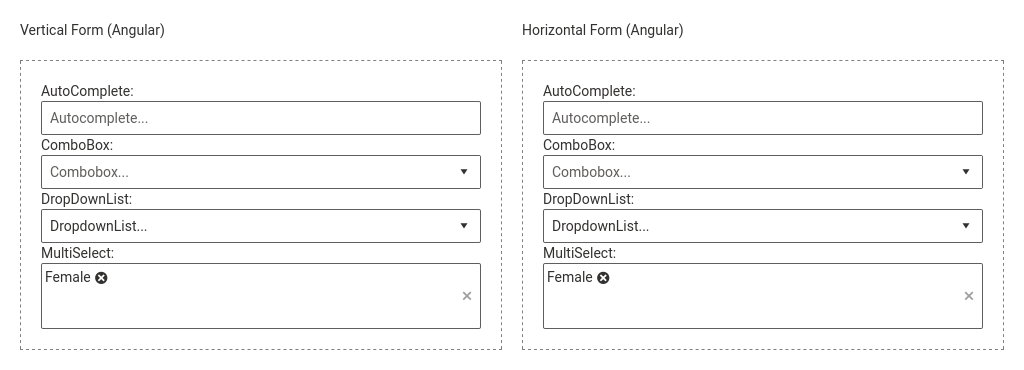 Vertical Form (Angular)
AutoComplete:
Autocomplete...
ComboBox:
Combobox...
DropDownList:
DropdownList...
MultiSelect:
Female
Horizontal Form (Angular)
AutoComplete:
Autocomplete...
ComboBox:
Combobox...
DropDownList:
DropdownList...
MultiSelect:
Female